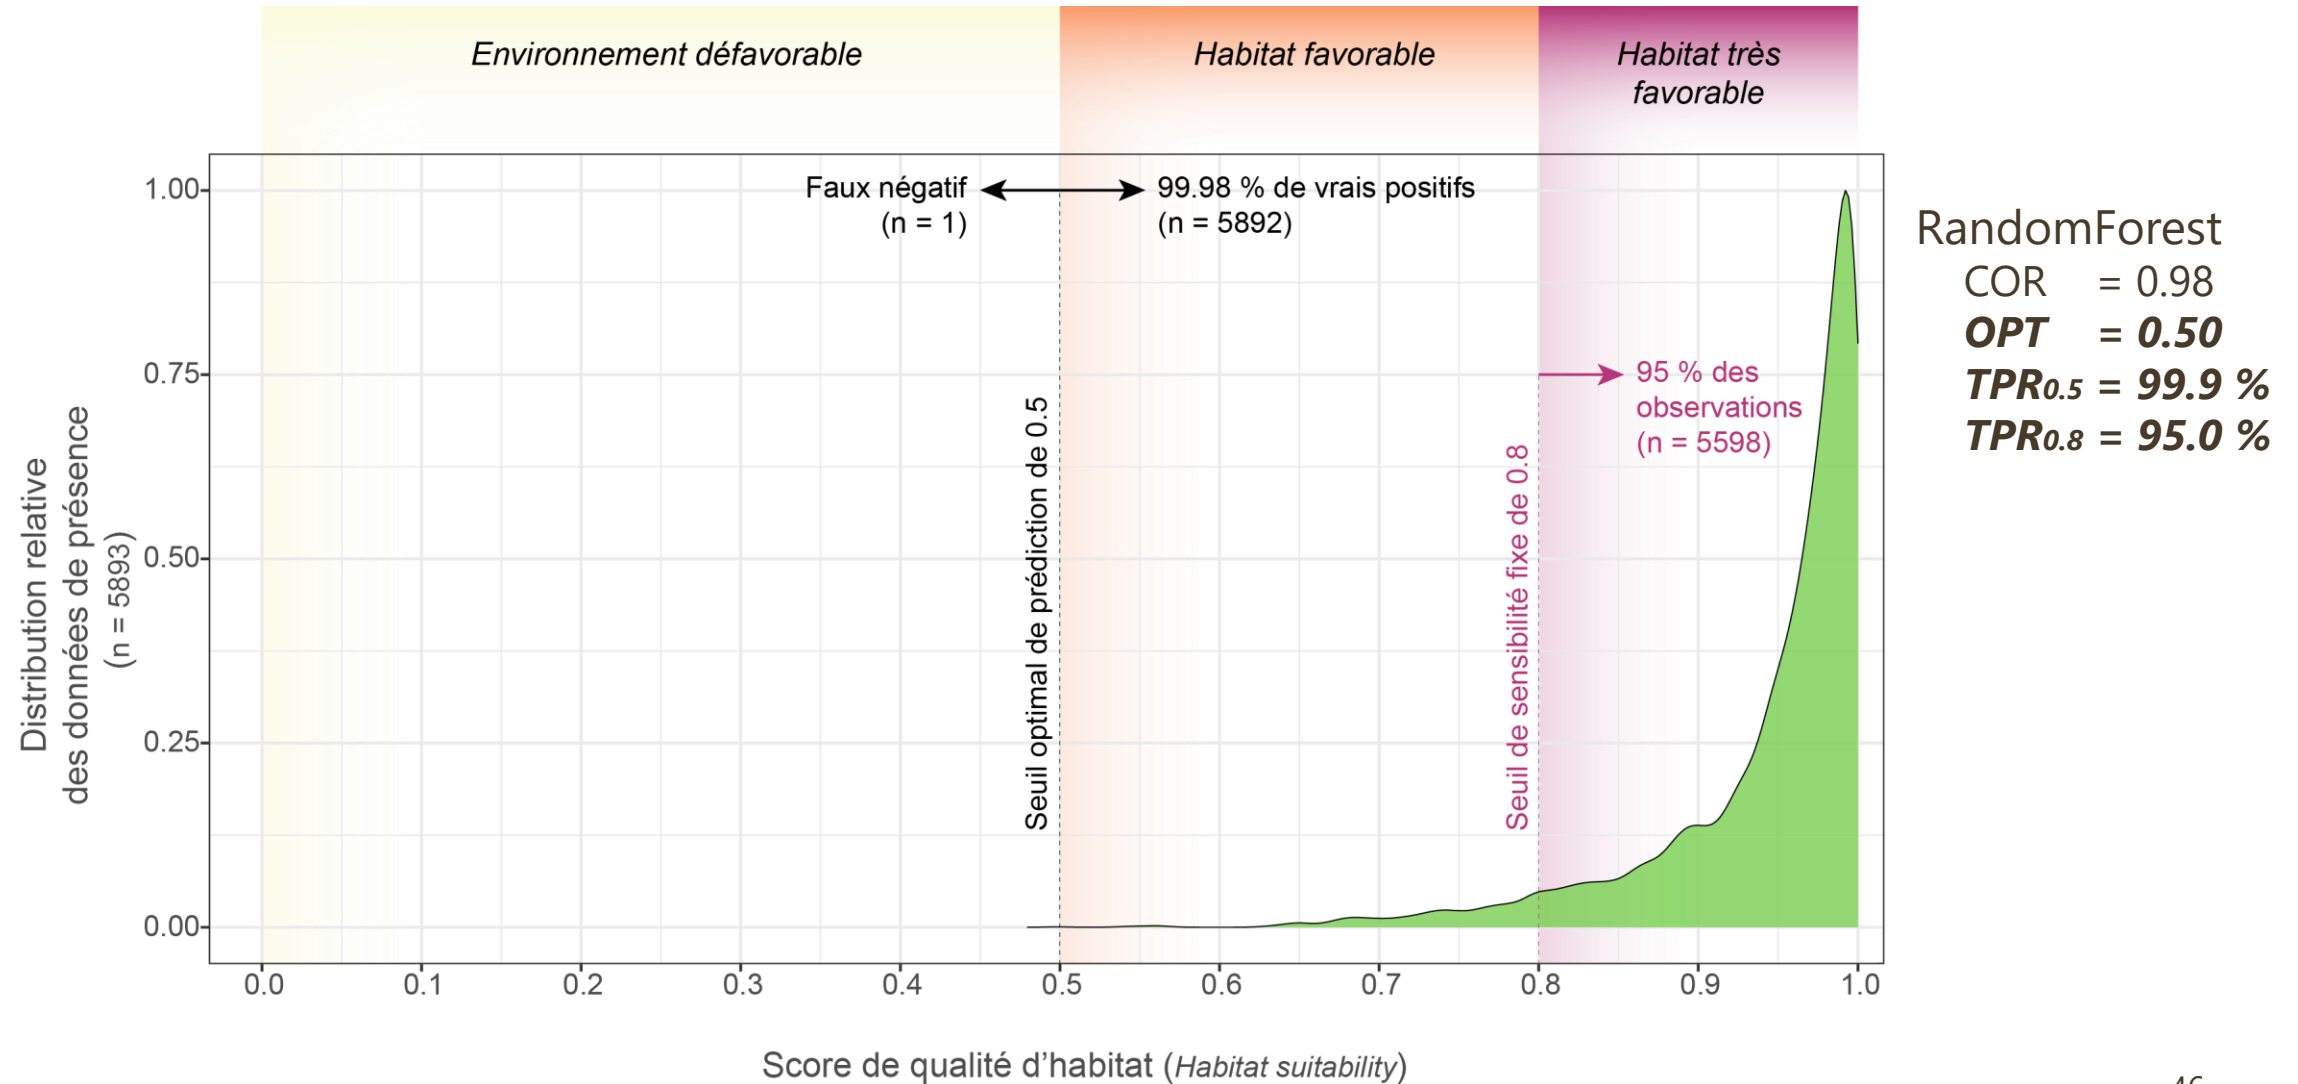 Environnement défavorable
Habitat favorable
Habitat très
favorable
Faux négatif
(n = 1)
99.98 % de vrais positifs
(n = 5892)
95 % des
observations
(n = 5598)
Seuil optimal de prédiction de 0.5
Seuil de sensibilité fixe de 0.8
Distribution relative
des données de présence
(n = 5893)
1.00
0.75
0.50
0.25
0.00
0.0 0.1 0.2 0.3 0.4 0.5 0.6 0.7 0.8 0.9 1.0
Score de qualité d'habitat (Habitat suitability)
RandomForest
COR = 0.98
OPT = 0.50
TPR0.5 = 99.9 %
TPR0.8 = 95.0 %